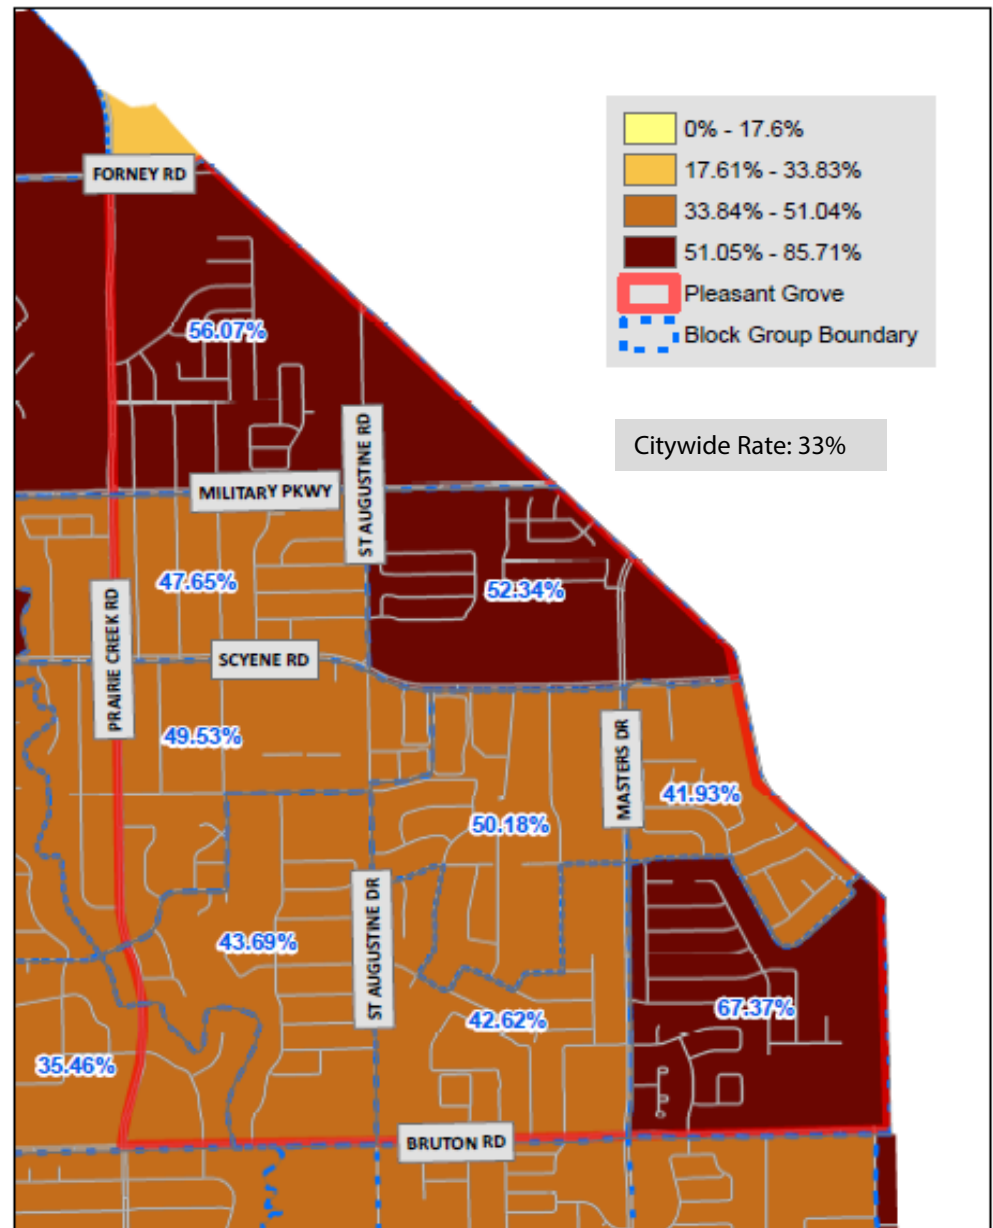 0% - 17.6%
17.61% - 33.83%
33.84% - 51.04%
51.05% - 85.71%
Pleasant Grove
Block Group Boundary
Citywide Rate: 33%
FORNEY RD
56.07%
ST AUGUSTINE RD
MILITARY PKWY
47.65%
52.34%
PRAIRIE CREEK RD
SCYENE RD
49.53%
MASTERS DR
41.93%
50.18%
ST AUGUSTINE DR
43.69%
67.37%
42.62%
35.46%
BRUTON RD